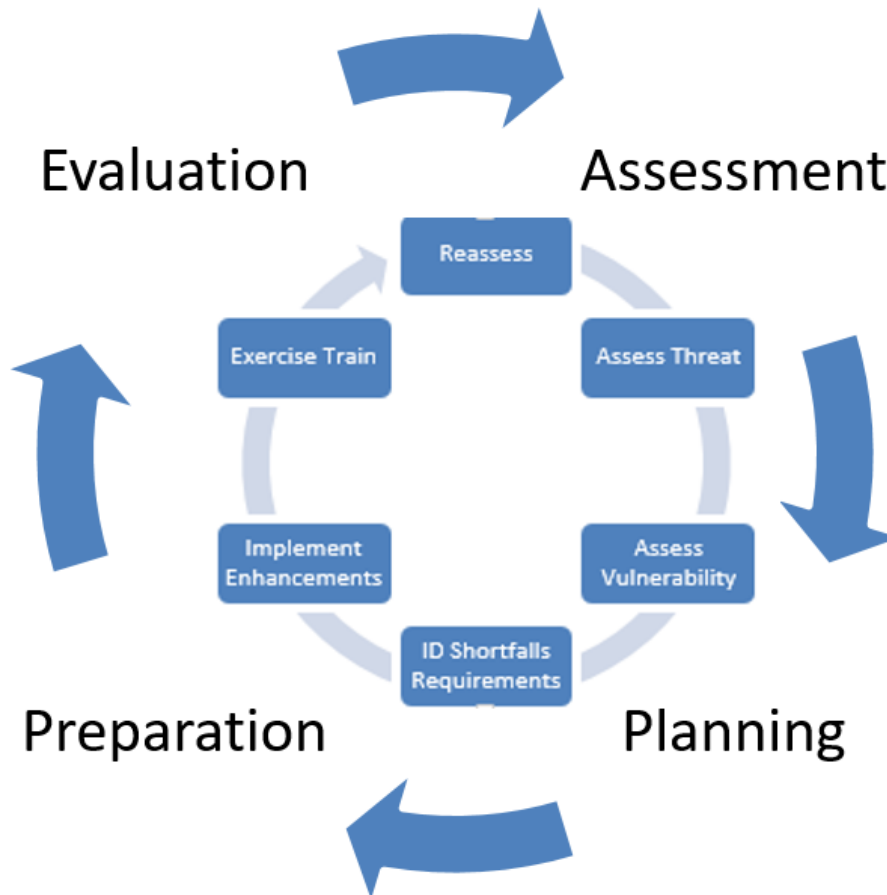 Evaluation
Assessment
Reassess
Exercise Train
Assess Threat
Implement
Enhancements
Assess
Vulnerability
ID Shortfalls
Requirements
Preparation
Planning